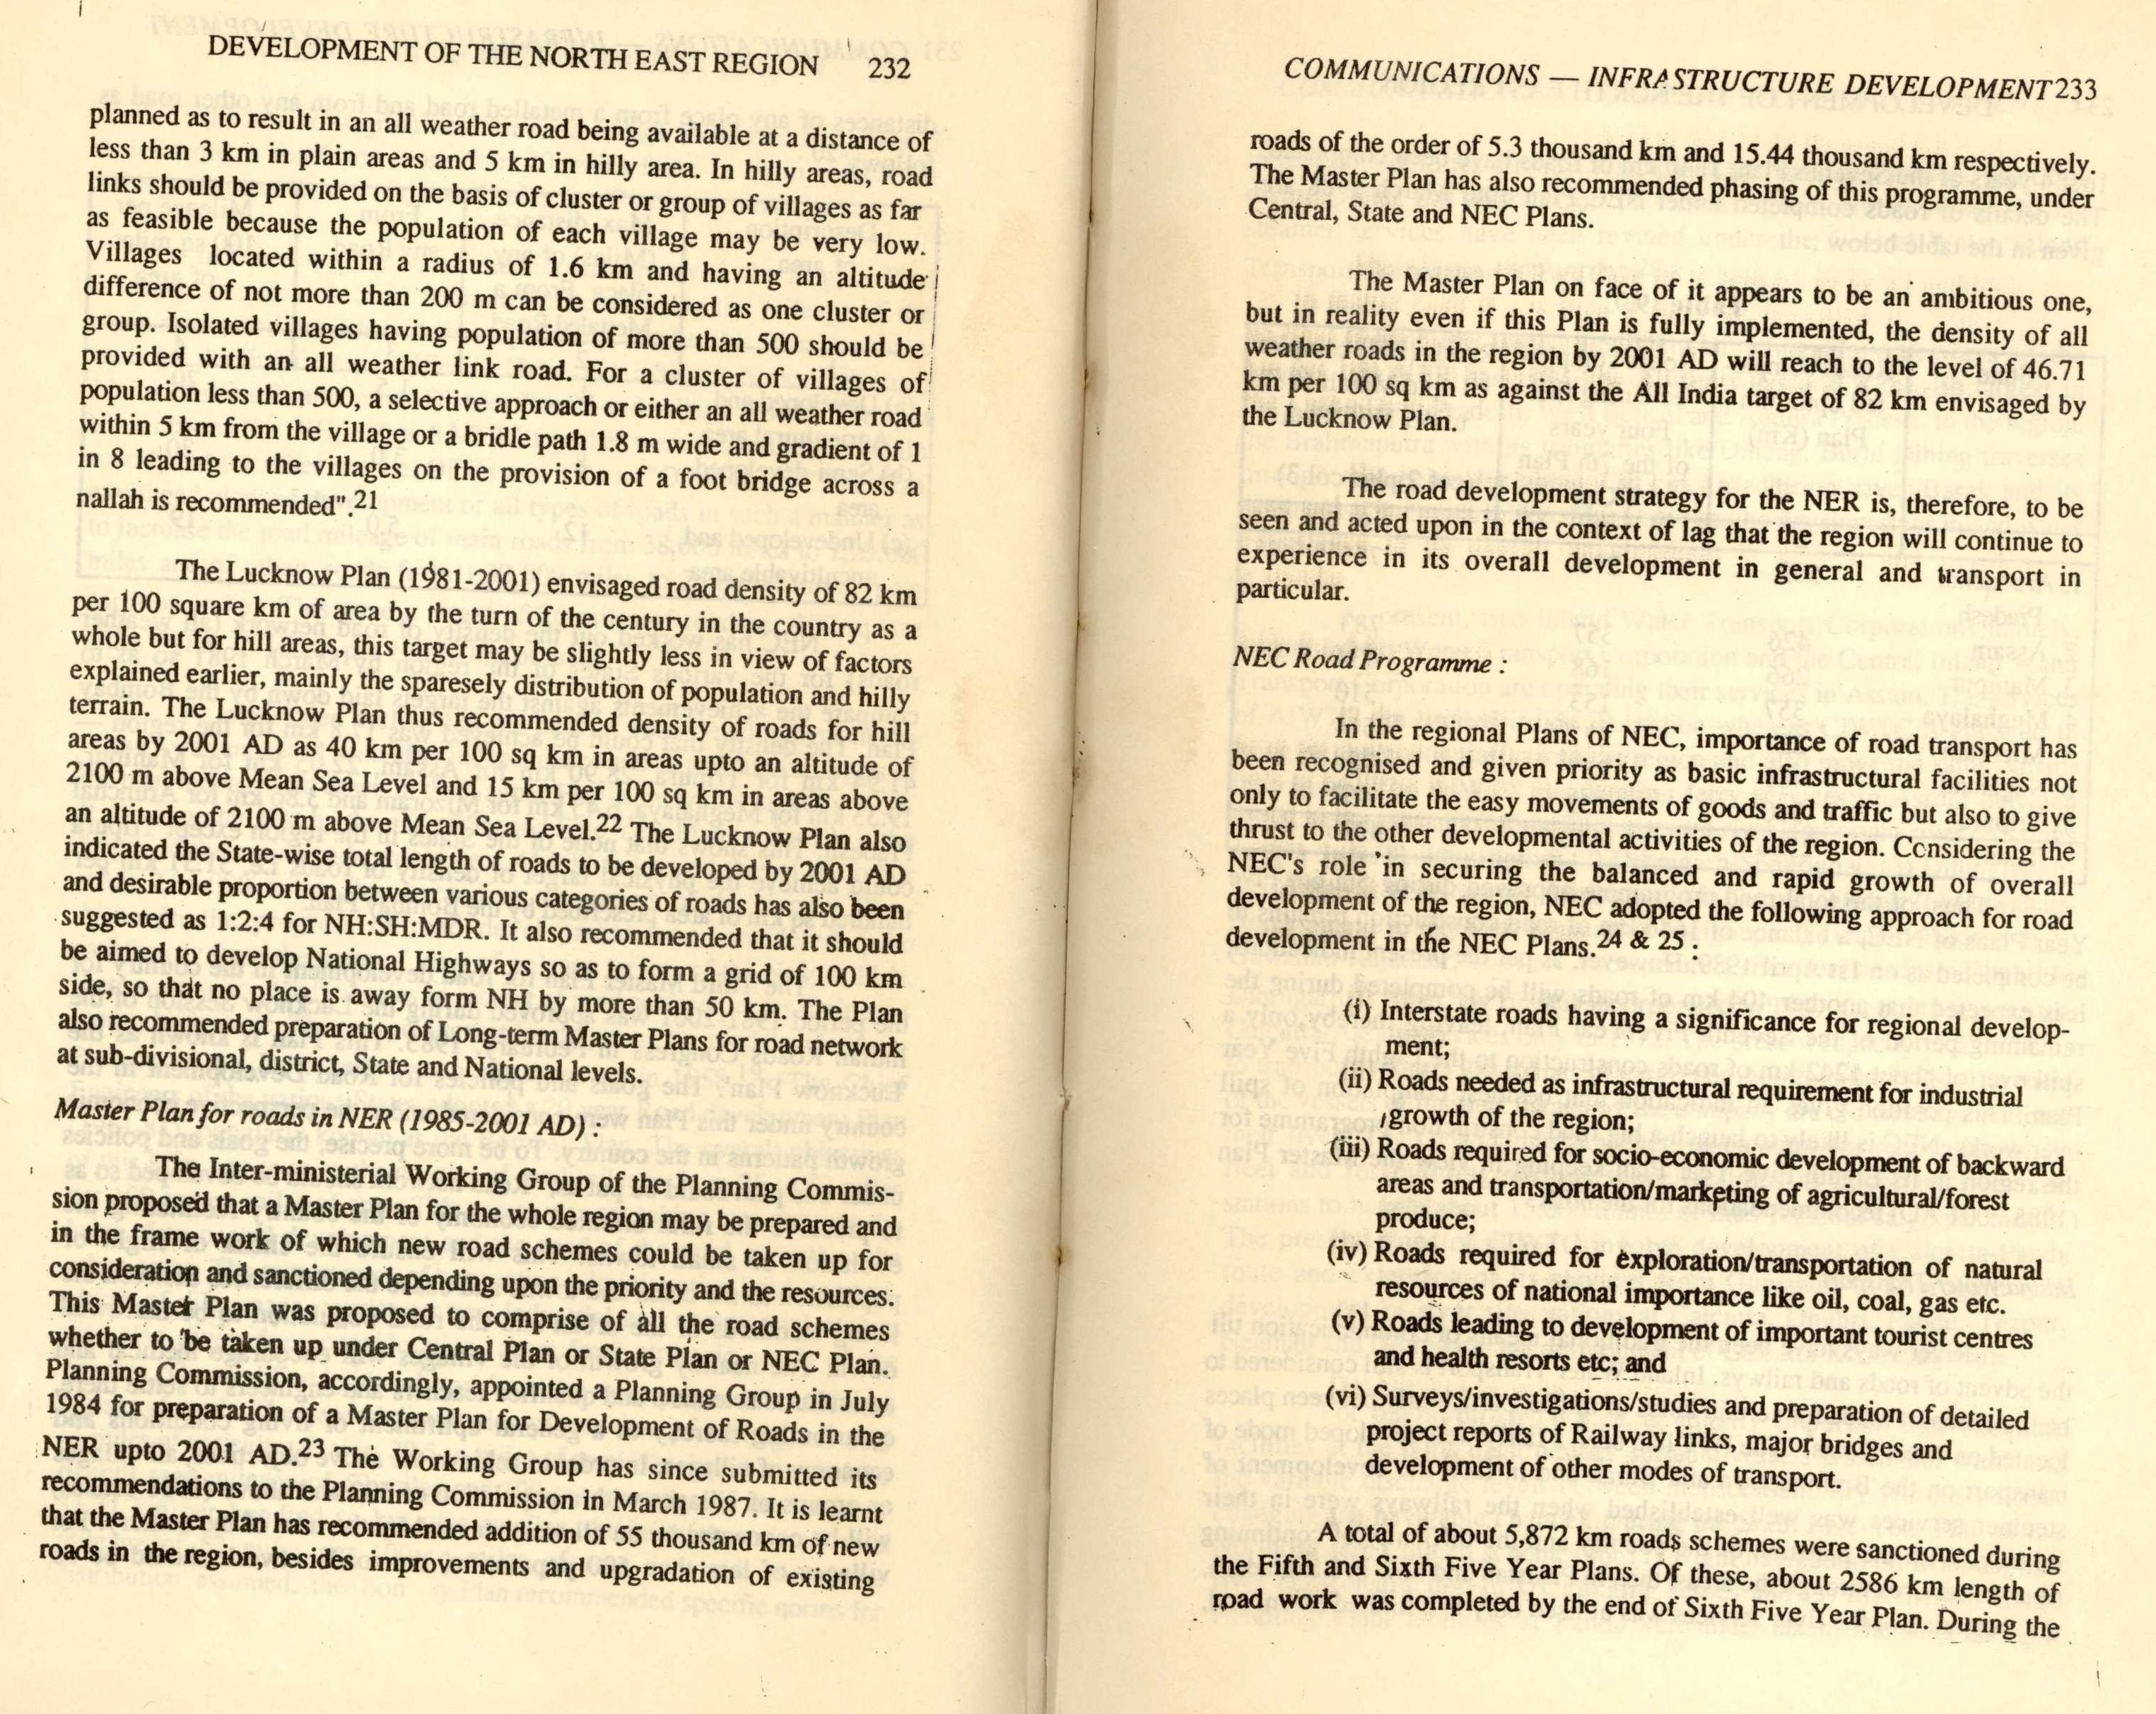 DEVELOPMENT OF THE NORTH EAST REGION 232
planned as to result in an all weather road being available at a distance of
less than 3 km in plain areas and 5 km in hilly area. In hilly areas, road
links should be provided on the basis of cluster or group of villages as far
as feasible because the population of each village may be very low.
Villages located within a radius of 1.6 km and having an altitude
difference of not more than 200 m can be considered as one cluster or
group. Isolated villages having population of more than 500 should be
provided with an all weather link road. For a cluster of villages of
population less than 500, a selective approach or either an all weather road
within 5 km from the village or a bridle path 1.8 m wide and gradient of 1
in 8 leading to the villages on the provision of a foot bridge across a
nallah is recommended".21
The Lucknow Plan (1981-2001) envisaged road density of 82 km
per 100 square km of area by the turn of the century in the country as a
whole but for hill areas, this target may be slightly less in view of factors
explained earlier, mainly the sparesely distribution of population and hilly
terrain. The Lucknow Plan thus recommended density of roads for hill
areas by 2001 AD as 40 km per 100 sq km in areas upto an altitude of
2100 m above Mean Sea Level and 15 km per 100 sq km in areas above
an altitude of 2100 m above Mean Sea Level.22 The Lucknow Plan also
indicated the State-wise total length of roads to be developed by 2001 AD
and desirable proportion between various categories of roads has also been
suggested as 1:2:4 for NH:SH:MDR. It also recommended that it should
be aimed to develop National Highways so as to form a grid of 100 km
side, so that no place is away form NH by more than 50 km. The Plan
also recommended preparation of Long-term Master Plans for road network
at sub-divisional, district, State and National levels.
Master Plan for roads in NER (1985-2001 AD) :
The Inter-ministerial Working Group of the Planning Commis-
sion proposed that a Master Plan for the whole region may be prepared and
in the frame work of which new road schemes could be taken up for
consideration and sanctioned depending upon the priority and the resources.
This Master Plan was proposed to comprise of all the road schemes
whether to be taken up under Central Plan or State Plan or NEC Plan.
Planning Commission, accordingly, appointed a Planning Group in July
1984 for preparation of a Master Plan for Development of Roads in the
NER upto 2001 AD.23 The Working Group has since submitted its
recommendations to the Planning Commission in March 1987. It is learnt
that the Master Plan has recommended addition of 55 thousand km of new
roads in the region, besides improvements and upgradation of existing
COMMUNICATIONS — INFRASTRUCTURE DEVELOPMENT 233
roads of the order of 5.3 thousand km and 15.44 thousand km respectively.
The Master Plan has also recommended phasing of this programme, under
Central, State and NEC Plans.
The Master Plan on face of it appears to be an ambitious one,
but in reality even if this Plan is fully implemented, the density of all
weather roads in the region by 2001 AD will reach to the level of 46.71
km per 100 sq km as against the All India target of 82 km envisaged by
the Lucknow Plan.
The road development strategy for the NER is, therefore, to be
seen and acted upon in the context of lag that the region will continue to
experience in its overall development in general and transport in
particular.
NEC Road Programme :
In the regional Plans of NEC, importance of road transport has
been recognised and given priority as basic infrastructural facilities not
only to facilitate the easy movements of goods and traffic but also to give
thrust to the other developmental activities of the region. Considering the
NEC's role in securing the balanced and rapid growth of overall
development of the region, NEC adopted the following approach for road
development in the NEC Plans.24 & 25 :
(i) Interstate roads having a significance for regional develop-
ment;
(ii) Roads needed as infrastructural requirement for industrial
growth of the region;
(iii) Roads required for socio-economic development of backward
areas and transportation/marketing of agricultural/forest
produce;
(iv) Roads required for exploration/transportation of natural
resources of national importance like oil, coal, gas etc.
(v) Roads leading to development of important tourist centres
and health resorts etc; and
(vi) Surveys/investigations/studies and preparation of detailed
project reports of Railway links, major bridges and
development of other modes of transport.
A total of about 5,872 km roads schemes were sanctioned during
the Fifth and Sixth Five Year Plans. Of these, about 2586 km length of
road work was completed by the end of Sixth Five Year Plan. During the